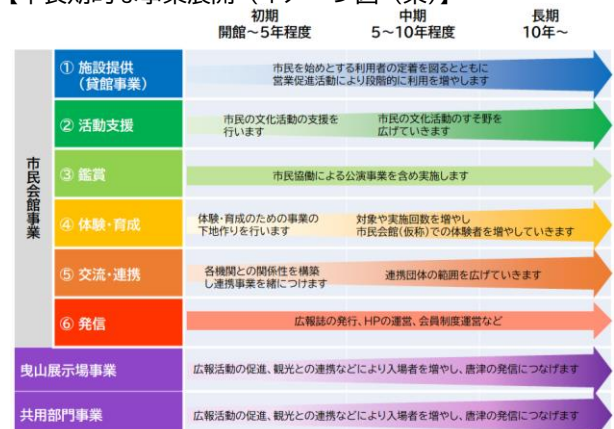 【中長期的な事業展開（イメージ図（案）】
初期
開館～5年程度
中期
5～10年程度
長期
10年～
市民会館事業
① 施設提供
（貸館事業）
市民を始めとする利用者の定着を図るとともに
営業促進活動により段階的に利用を増やします
② 活動支援
市民の文化活動の支援を
行います
市民の文化活動のすそ野を
広げていきます
③ 鑑賞
市民協働による公演事業を含め実施します
④ 体験・育成
体験・育成のための事業の
下地作りを行います
対象や実施回数を増やし
市民会館(仮称)での体験者を増やしていきます
⑤ 交流・連携
各機関との関係性を構築
し連携事業を緒につけます
連携団体の範囲を広げていきます
⑥ 発信
広報誌の発行、HPの運営、会員制度運営など
曳山展示場事業
広報活動の促進、観光との連携などにより入場者を増やし、唐津の発信につなげます
共用部門事業
広報活動の促進、観光との連携などにより入場者を増やし、唐津の発信につなげます